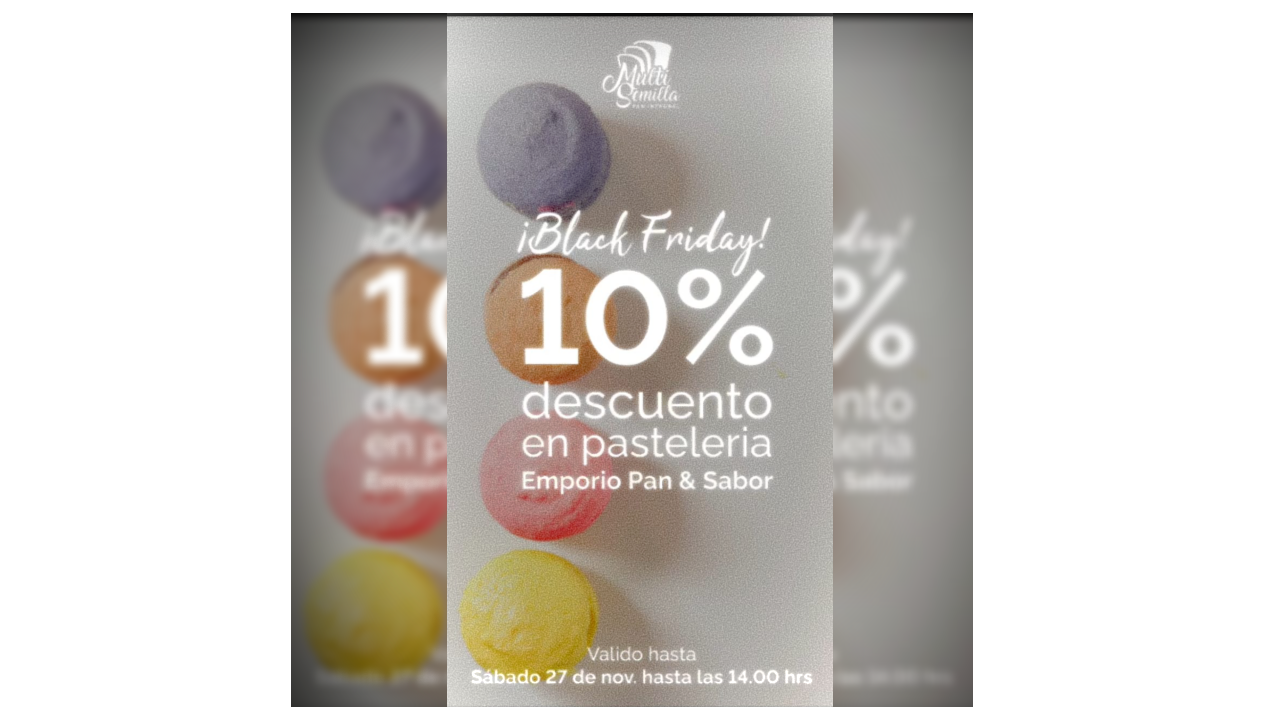 Multi
Semilla
¡Black Friday!
10%
descuento
en pasteleria
Emporio Pan & Sabor
Valido hasta
Sábado 27 de nov. hasta las 14.00 hrs